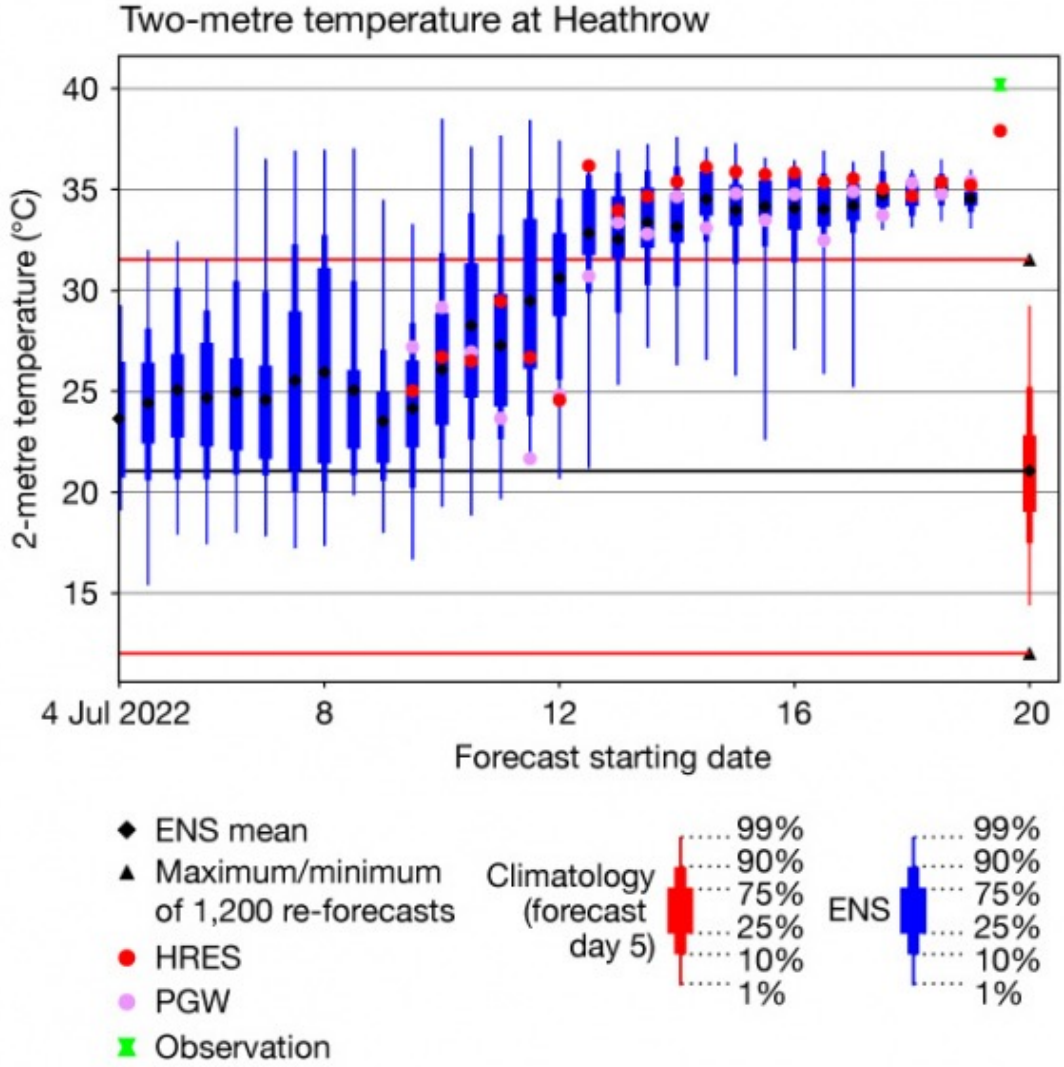 Two-metre temperature at Heathrow
2-metre temperature (°C)
40
35
30
25
20
15
4 Jul 2022
8
12
16
20
Forecast starting date
ENS mean
Maximum/minimum
of 1,200 re-forecasts
HRES
PGW
Observation
Climatology
(forecast
day 5)
99%
90%
75%
25%
10%
1%
ENS
99%
90%
75%
25%
10%
1%